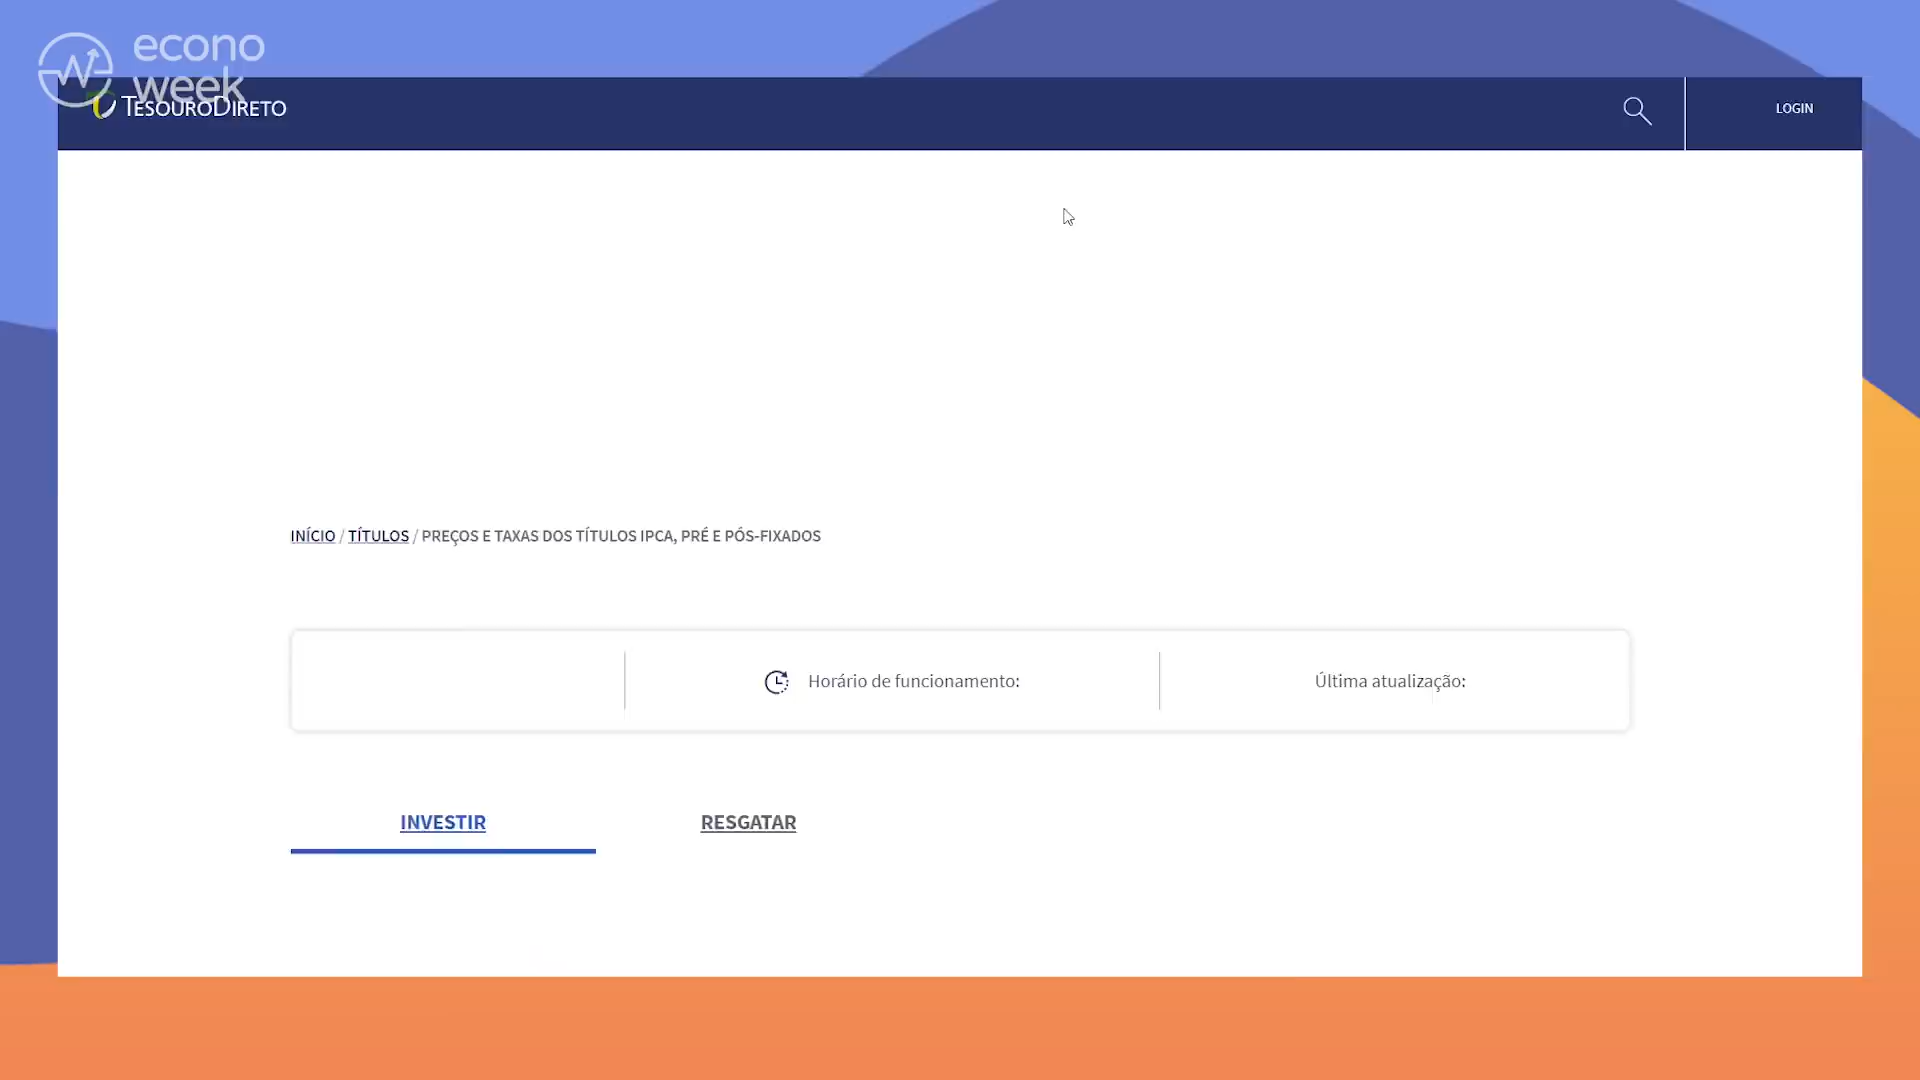 econo
week
TESOURODIRETO
LOGIN
INÍCIO / TÍTULOS / PREÇOS E TAXAS DOS TÍTULOS IPCA, PRÉ E PÓS-FIXADOS
Horário de funcionamento:
Última atualização:
INVESTIR
RESGATAR